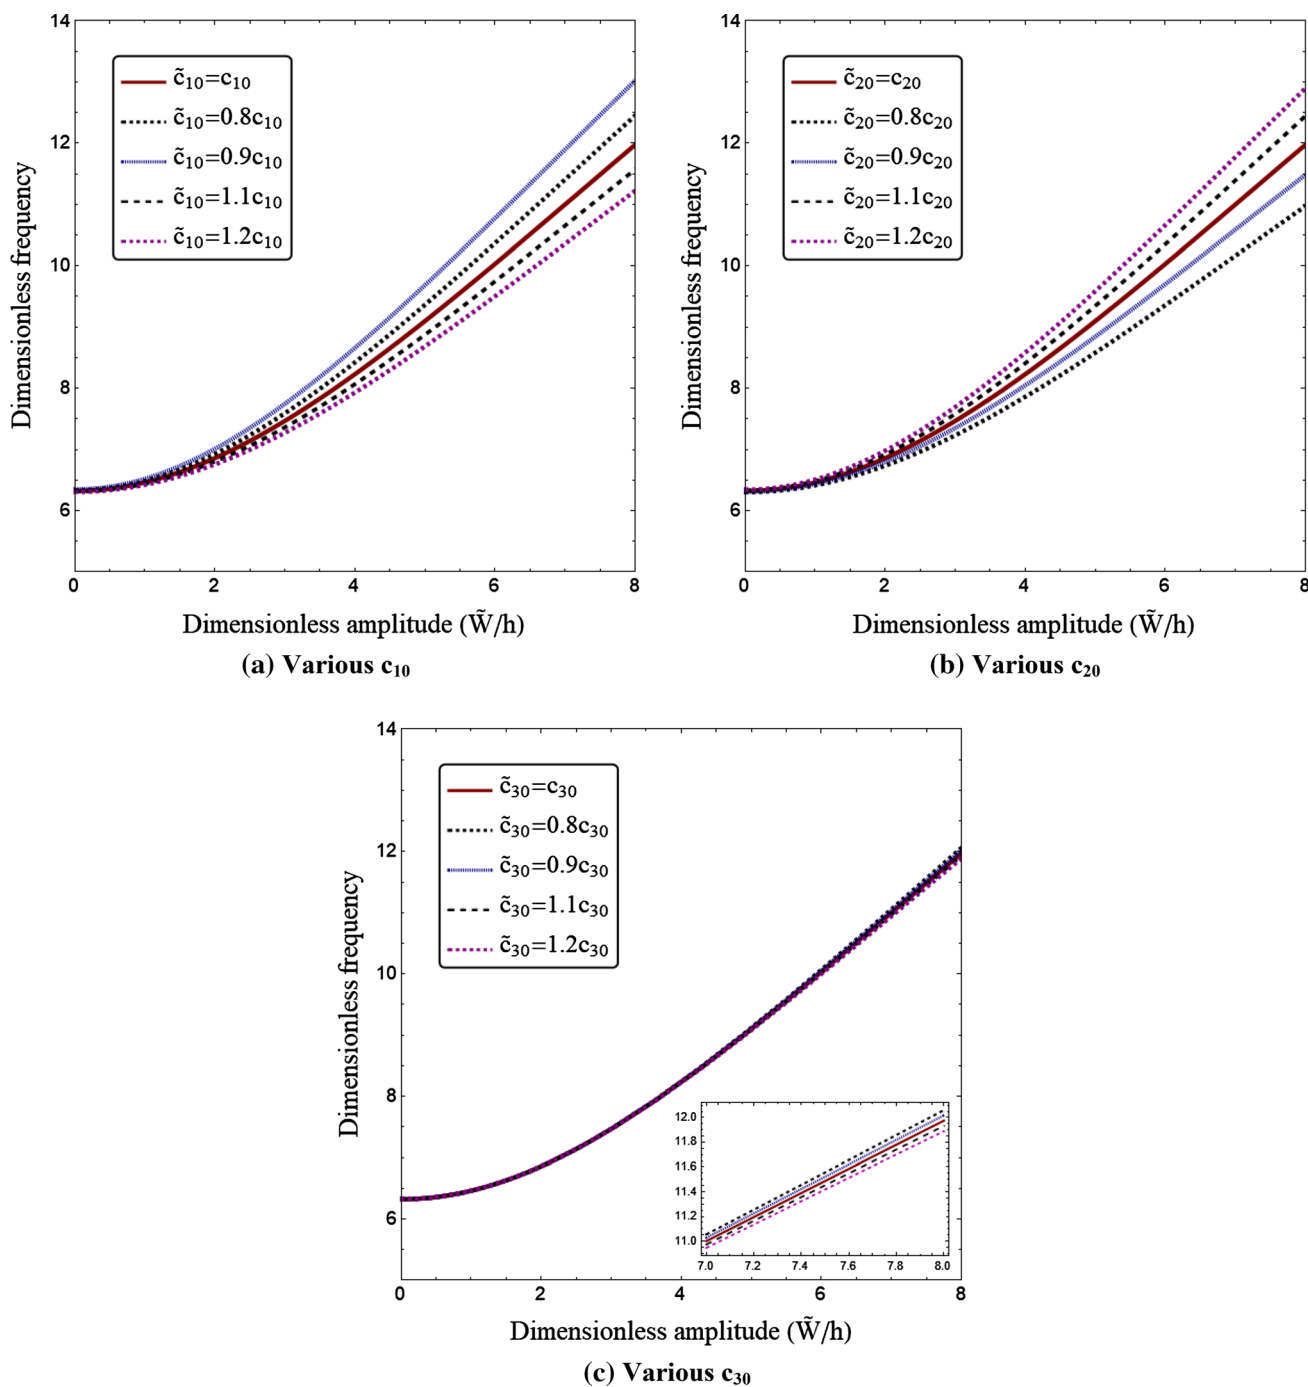 14
12
10
8
6
0 2 4 6 8
Dimensionless frequency
c̃₁₀=c₁₀
c̃₁₀=0.8c₁₀
c̃₁₀=0.9c₁₀
c̃₁₀=1.1c₁₀
c̃₁₀=1.2c₁₀
Dimensionless amplitude (W̃/h)
(a) Various c₁₀
14
12
10
8
6
0 2 4 6 8
Dimensionless frequency
c̃₂₀=c₂₀
c̃₂₀=0.8c₂₀
c̃₂₀=0.9c₂₀
c̃₂₀=1.1c₂₀
c̃₂₀=1.2c₂₀
Dimensionless amplitude (W̃/h)
(b) Various c₂₀
14
12
10
8
6
0 2 4 6 8
Dimensionless frequency
c̃₃₀=c₃₀
c̃₃₀=0.8c₃₀
c̃₃₀=0.9c₃₀
c̃₃₀=1.1c₃₀
c̃₃₀=1.2c₃₀
12.0
11.8
11.6
11.4
11.2
11.0
7.0 7.2 7.4 7.6 7.8 8.0
Dimensionless amplitude (W̃/h)
(c) Various c₃₀